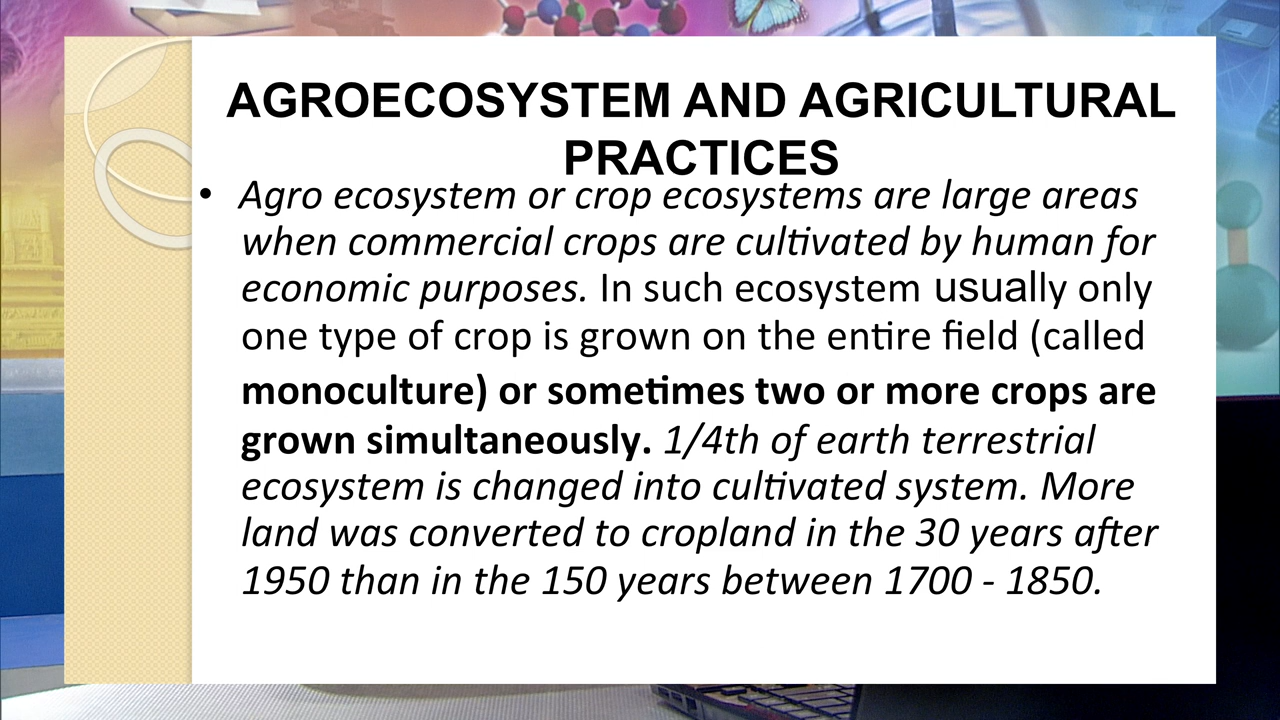 AGROECOSYSTEM AND AGRICULTURAL
PRACTICES
• Agro ecosystem or crop ecosystems are large areas
when commercial crops are cultivated by human for
economic purposes. In such ecosystem usually only
one type of crop is grown on the entire field (called
monoculture) or sometimes two or more crops are
grown simultaneously. 1/4th of earth terrestrial
ecosystem is changed into cultivated system. More
land was converted to cropland in the 30 years after
1950 than in the 150 years between 1700 - 1850.